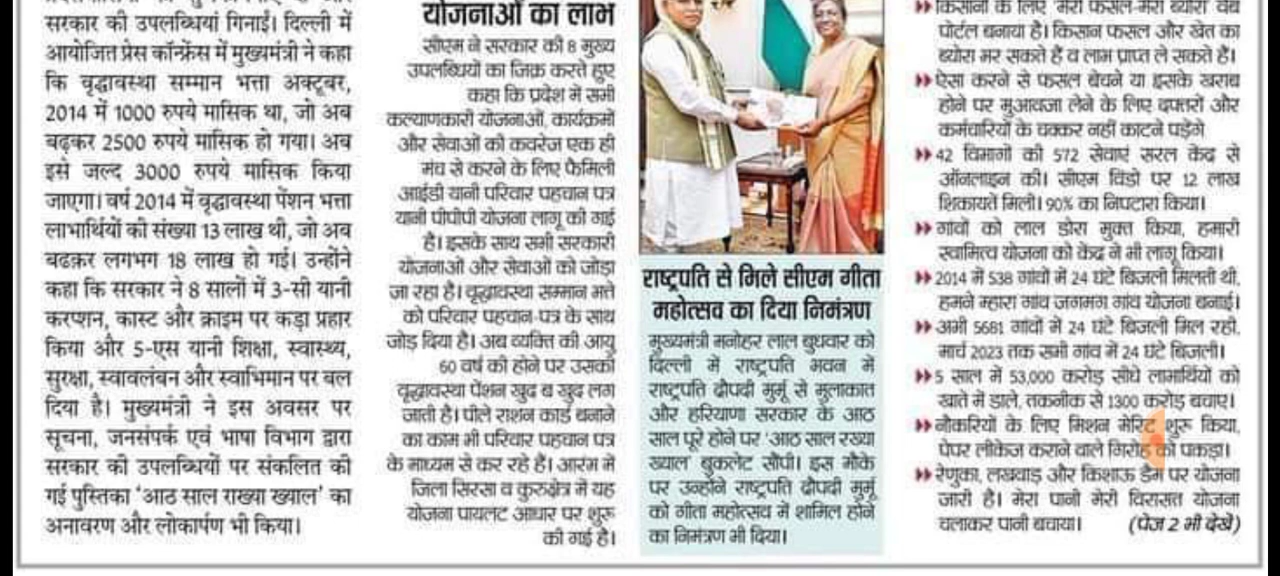 सरकार की उपलब्धियां गिनाईं। दिल्ली में
आयोजित प्रेस कॉन्फ्रेंस में मुख्यमंत्री ने कहा
कि वृद्धावस्था सम्मान भत्ता अक्टूबर,
2014 में 1000 रुपये मासिक था, जो अब
बढ़कर 2500 रुपये मासिक हो गया। अब
इसे जल्द 3000 रुपये मासिक किया
जाएगा। वर्ष 2014 में वृद्धावस्था पेंशन भत्ता
लाभार्थियों की संख्या 13 लाख थी, जो अब
बढक़र लगभग 18 लाख हो गई। उन्होंने
कहा कि सरकार ने 8 सालों में 3-सी यानी
करप्शन, कास्ट और क्राइम पर कड़ा प्रहार
किया और 5-एस यानी शिक्षा, स्वास्थ्य,
सुरक्षा, स्वावलंबन और स्वाभिमान पर बल
दिया है। मुख्यमंत्री ने इस अवसर पर
सूचना, जनसंपर्क एवं भाषा विभाग द्वारा
सरकार की उपलब्धियों पर संकलित की
गई पुस्तिका 'आठ साल राख्या ख्याल' का
अनावरण और लोकार्पण भी किया।
योजनाओं का लाभ
सीएम ने सरकार की 8 मुख्य
उपलब्धियों का जिक्र करते हुए
कहा कि प्रदेश में सभी
कल्याणकारी योजनाओं, कार्यक्रमों
और सेवाओं की कवरेज एक ही
मंच से करने के लिए फैमिली
आईडी यानी परिवार पहचान पत्र
यानी पीपीपी योजना लागू की गई
है। इसके साथ सभी सरकारी
योजनाओं और सेवाओं को जोड़ा
जा रहा है। वृद्धावस्था सम्मान भत्ते
को परिवार पहचान-पत्र के साथ
जोड़ दिया है। अब व्यक्ति की आयु
60 वर्ष की होने पर उसकी
वृद्धावस्था पेंशन खुद ब खुद लग
जाती है। पीले राशन कार्ड बनाने
का काम भी परिवार पहचान पत्र
के माध्यम से कर रहे हैं। आरंभ में
जिला सिरसा व कुरुक्षेत्र में यह
योजना पायलट आधार पर शुरू
की गई है।
राष्ट्रपति से मिले सीएम गीता
महोत्सव का दिया निमंत्रण
मुख्यमंत्री मनोहर लाल बुधवार को
दिल्ली में राष्ट्रपति भवन में
राष्ट्रपति द्रौपदी मुर्मू से मुलाकात
और हरियाणा सरकार के आठ
साल पूरे होने पर 'आठ साल रख्या
ख्याल' बुकलेट सौंपी। इस मौके
पर उन्होंने राष्ट्रपति द्रौपदी मुर्मू
को गीता महोत्सव में शामिल होने
का निमंत्रण भी दिया।
किसानों के लिए 'मेरी फसल-मेरा ब्योरा' वेब
पोर्टल बनाया है। किसान फसल और खेत का
ब्योरा भर सकते हैं व लाभ प्राप्त ले सकते हैं।
ऐसा करने से फसल बेचने या इसके खराब
होने पर मुआवजा लेने के लिए दफ्तरों और
कर्मचारियों के चक्कर नहीं काटने पड़ेंगे
42 विभागों की 572 सेवाएं सरल केंद्र से
ऑनलाइन की। सीएम विंडो पर 12 लाख
शिकायतें मिली। 90% का निपटारा किया।
गांवों को लाल डोरा मुक्त किया, हमारी
स्वामित्व योजना को केंद्र ने भी लागू किया।
2014 में 538 गांवों में 24 घंटे बिजली मिलती थी,
हमने म्हारा गांव जगमग गांव योजना बनाई।
अभी 5681 गांवों में 24 घंटे बिजली मिल रही,
मार्च 2023 तक सभी गांव में 24 घंटे बिजली।
5 साल में 53,000 करोड़ सीधे लाभार्थियों को
खाते में डाले, तकनीक से 1300 करोड़ बचाए।
नौकरियों के लिए मिशन मेरिट शुरू किया,
पेपर लीकेज कराने वाले गिरोह को पकड़ा।
रेणुका, लखवाड़ और किशाऊ डैम पर योजना
जारी है। मेरा पानी मेरी विरासत योजना
चलाकर पानी बचाया। (पेज 2 भी देखें)